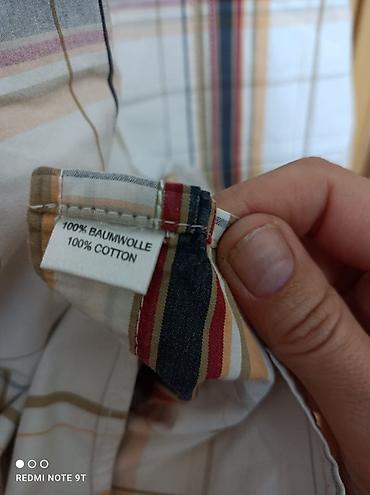 100% BAUMWOLLE
100% COTTON
REDMI NOTE 9T